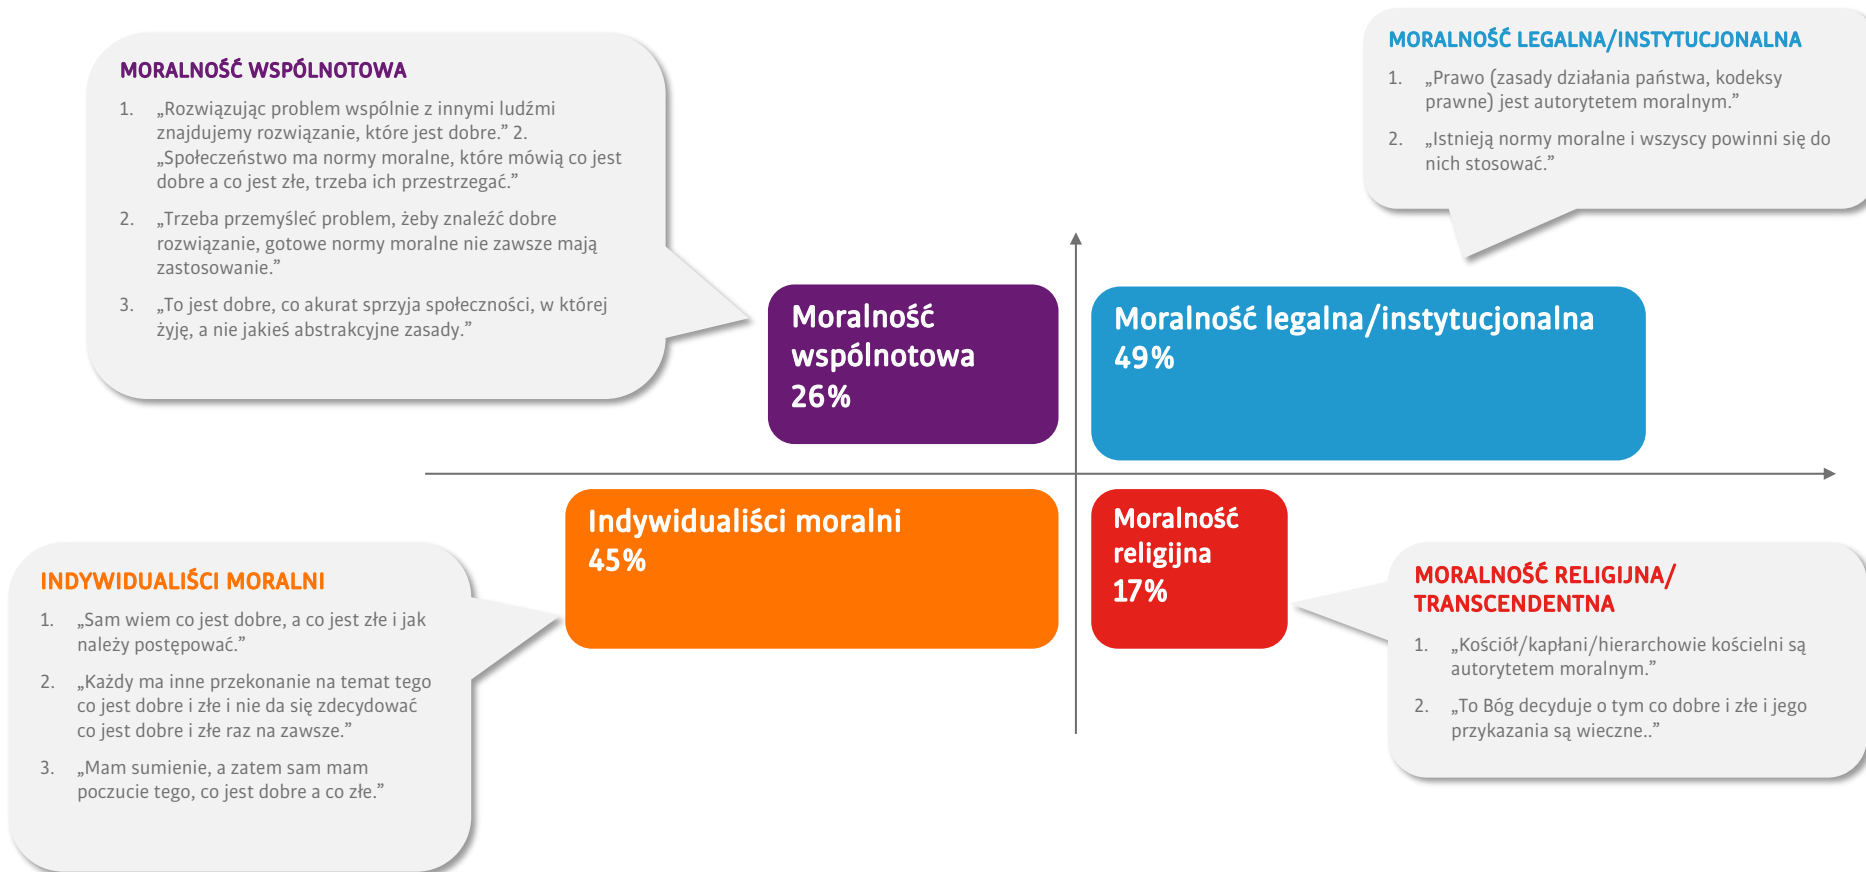 MORALNOŚĆ WSPÓLNOTOWA
1. „Rozwiązując problem wspólnie z innymi ludźmi
znajdujemy rozwiązanie, które jest dobre.” 2.
„Społeczeństwo ma normy moralne, które mówią co jest
dobre a co jest złe, trzeba ich przestrzegać.”
2. „Trzeba przemyśleć problem, żeby znaleźć dobre
rozwiązanie, gotowe normy moralne nie zawsze mają
zastosowanie.”
3. „To jest dobre, co akurat sprzyja społeczności, w której
żyję, a nie jakieś abstrakcyjne zasady.”
MORALNOŚĆ LEGALNA/INSTYTUCJONALNA
1. „Prawo (zasady działania państwa, kodeksy
prawne) jest autorytetem moralnym.”
2. „Istnieją normy moralne i wszyscy powinni się do
nich stosować.”
Moralność
wspólnotowa
26%
Moralność legalna/instytucjonalna
49%
Indywidualiści moralni
45%
Moralność
religijna
17%
INDYWIDUALIŚCI MORALNI
1. „Sam wiem co jest dobre, a co jest złe i jak
należy postępować.”
2. „Każdy ma inne przekonanie na temat tego
co jest dobre i złe i nie da się zdecydować
co jest dobre i złe raz na zawsze.”
3. „Mam sumienie, a zatem sam mam
poczucie tego, co jest dobre a co złe.”
MORALNOŚĆ RELIGIJNA/
TRANSCENDENTNA
1. „Kościół/kapłani/hierarchowie kościelni są
autorytetem moralnym.”
2. „To Bóg decyduje o tym co dobre i złe i jego
przykazania są wieczne..”